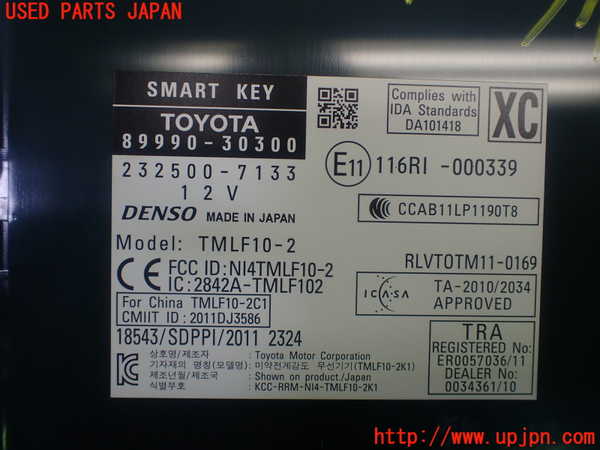 USED PARTS JAPAN
SMART KEY
TOYOTA
89990-30300
232500-7133
12V
DENSO MADE IN JAPAN
Model: TMLF10-2
CE FCC ID: NI4TMLF10-2
IC: 2842A-TMLF102
For China TMLF10-2C1
CMIIT ID: 2011DJ3586
18543/SDPPI/2011 2324
상호명/제조자 : Toyota Motor Corporation
기자재의 명칭(모델명): 미약전계강도 무선기기(TMLF10-2K1)
제조년월/제조국 : Shown on product/Japan
식별부호 : KCC-RRM-NI4-TMLF10-2K1
Complies with
IDA Standards
DA101418
XC
E11 116RI -000339
CCAB11LP1190T8
RLVTOTM11-0169
ICASA
TA-2010/2034
APPROVED
TRA
REGISTERED No:
ER0057036/11
DEALER No:
0034361/10
http://www.upjpn.com/